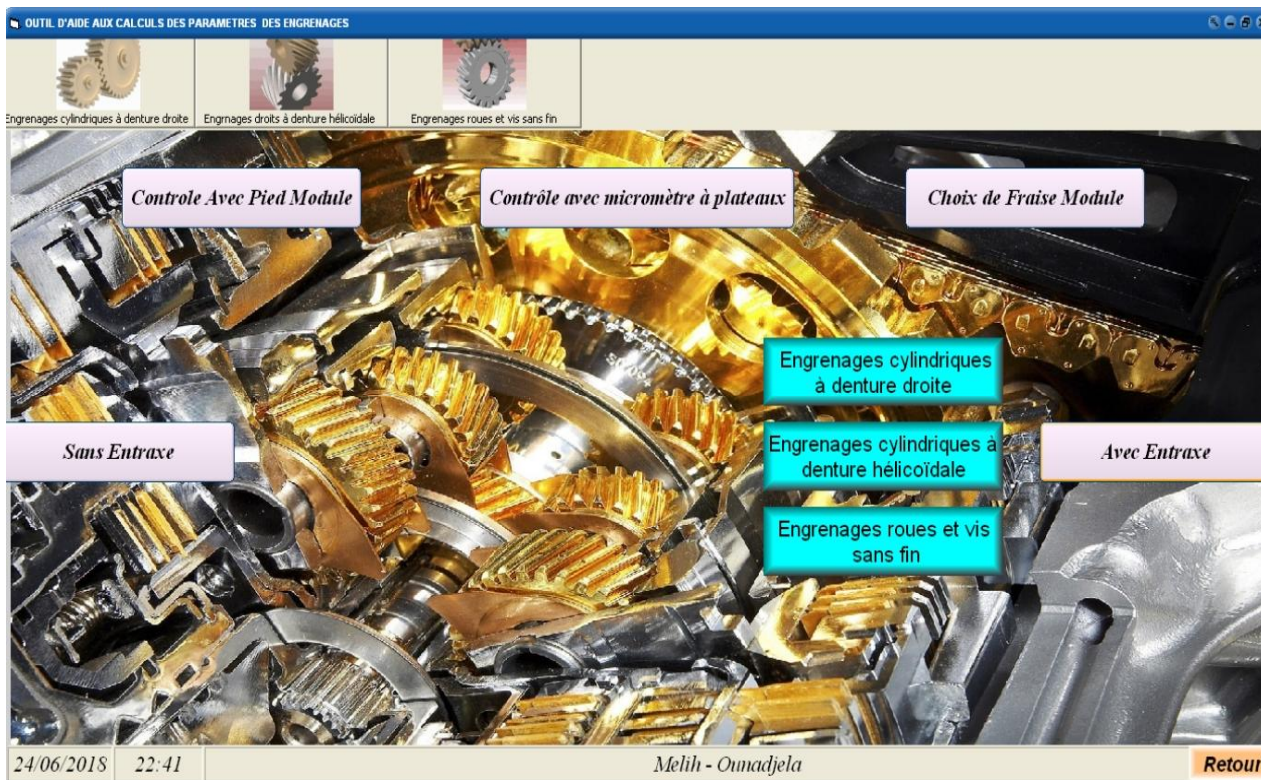 OUTIL D'AIDE AUX CALCULS DES PARAMETRES DES ENGRENAGES
Engrenages cylindriques à denture droite
Engrnages droits à denture hélicoïdale
Engrenages roues et vis sans fin
Controle Avec Pied Module
Contrôle avec micromètre à plateaux
Choix de Fraise Module
Engrenages cylindriques
à denture droite
Sans Entraxe
Engrenages cylindriques à
denture hélicoïdale
Avec Entraxe
Engrenages roues et vis
sans fin
24/06/2018
22:41
Melih - Ounadjela
Retour